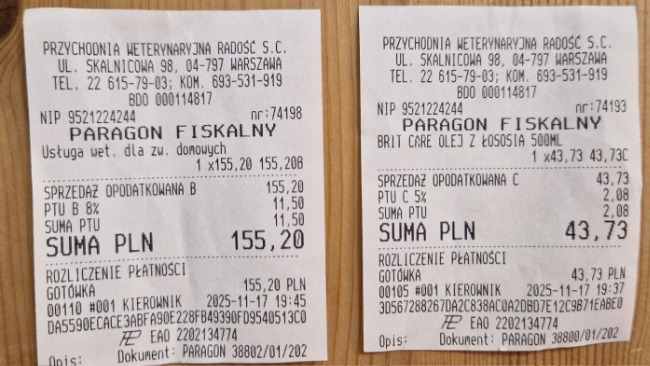 PRZYCHODNIA WETERYNARYJNA RADOŚĆ S.C.
UL. SKALNICOWA 98, 04-797 WARSZAWA
TEL. 22 615-79-03; KOM. 693-531-919
BDO 000114817
NIP 9521224244 nr:74198
PARAGON FISKALNY
Usługa wet. dla zw. domowych
1 x155,20 155,20B
SPRZEDAŻ OPODATKOWANA B 155,20
PTU B 8% 11,50
SUMA PTU 11,50
SUMA PLN 155,20
ROZLICZENIE PŁATNOŚCI
GOTÓWKA 155,20 PLN
00110 #001 KIEROWNIK 2025-11-17 19:45
DA5590ECACE3ABFA90E228FB49390FD9540513C0
EAO 2202134774
Opis: Dokument: PARAGON 38802/01/202
PRZYCHODNIA WETERYNARYJNA RADOŚĆ S.C.
UL. SKALNICOWA 98, 04-797 WARSZAWA
TEL. 22 615-79-03; KOM. 693-531-919
BDO 000114817
NIP 9521224244 nr:74193
PARAGON FISKALNY
BRIT CARE OLEJ Z ŁOSOSIA 500ML
1 x43,73 43,73C
SPRZEDAŻ OPODATKOWANA C 43,73
PTU C 5% 2,08
SUMA PTU 2,08
SUMA PLN 43,73
ROZLICZENIE PŁATNOŚCI
GOTÓWKA 43,73 PLN
00105 #001 KIEROWNIK 2025-11-17 19:37
3D567288267DA2C838AC0A2DBD7E12C9B71EABE0
EAO 2202134774
Opis: Dokument: PARAGON 38800/01/202